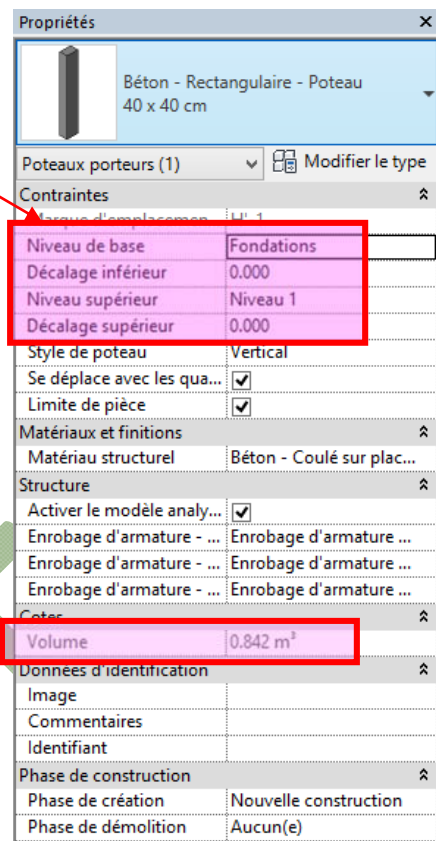 Propriétés
Béton - Rectangulaire - Poteau
40 x 40 cm
Poteaux porteurs (1) Modifier le type
Contraintes
Marque d'emplacemen... H'-1
Niveau de base Fondations
Décalage inférieur 0.000
Niveau supérieur Niveau 1
Décalage supérieur 0.000
Style de poteau Vertical
Se déplace avec les qua...
Limite de pièce
Matériaux et finitions
Matériau structurel Béton - Coulé sur plac...
Structure
Activer le modèle analy...
Enrobage d'armature - ... Enrobage d'armature ...
Enrobage d'armature - ... Enrobage d'armature ...
Enrobage d'armature - ... Enrobage d'armature ...
Cotes
Volume 0.842 m³
Données d'identification
Image
Commentaires
Identifiant
Phase de construction
Phase de création Nouvelle construction
Phase de démolition Aucun(e)